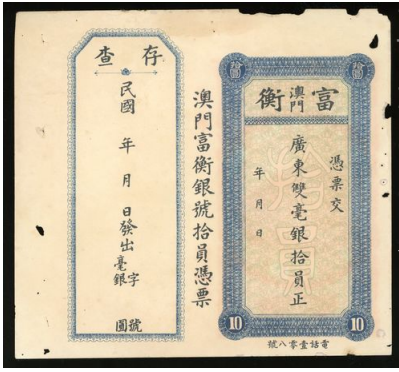 拾圓
拾圓
富
澳門
衡
憑票交
廣東雙毫銀拾員正
年月日
拾員
10
10
電話壹零八號
澳門富衡銀號拾員憑票
存查
民國年月日發出
毫銀
字
號
圓